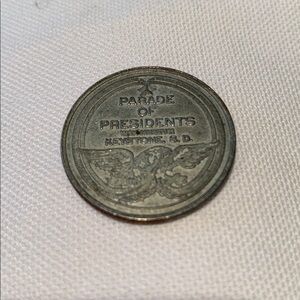 PARADE
OF
PRESIDENTS
KEYSTONE, S. D.